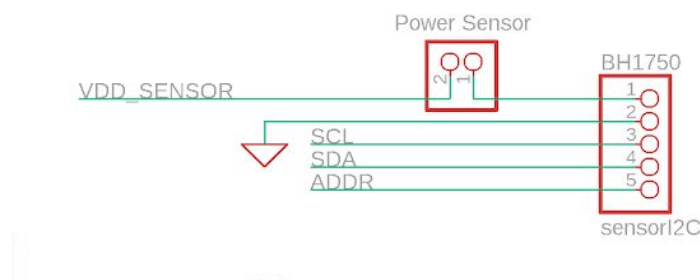 Power Sensor
BH1750
2 1
VDD_SENSOR
1
2
SCL
3
SDA
4
ADDR
5
sensorI2C